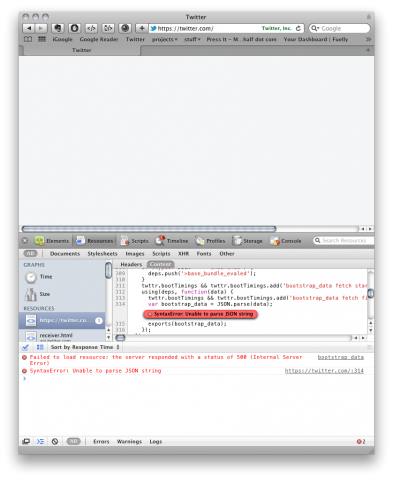 Twitter
https://twitter.com/ Twitter, Inc. Google
iGoogle Google Reader Twitter projects stuff Press It - M... half dot com Your Dashboard | Fuelly
Twitter
Elements Resources Scripts Timeline Profiles Storage Console Search Resources
All Documents Stylesheets Images Scripts XHR Fonts Other
GRAPHS
Time
Size
RESOURCES
https://twitter.co... 1
receiver.html
Headers Content
309 deps.push('>base_bundle_evaled');
310 }
311 twttr.bootTimings && twttr.bootTimings.add('bootstrap_data fetch star
312 using(deps, function(data) {
313 twttr.bootTimings && twttr.bootTimings.add('bootstrap_data fetch fi
314 var bootstrap_data = JSON.parse(data);
SyntaxError: Unable to parse JSON string
315 exports(bootstrap_data);
316 });
Sort by Response Time
Failed to load resource: the server responded with a status of 500 (Internal Server Error) bootstrap_data
SyntaxError: Unable to parse JSON string https://twitter.com/:314
All Errors Warnings Logs 2